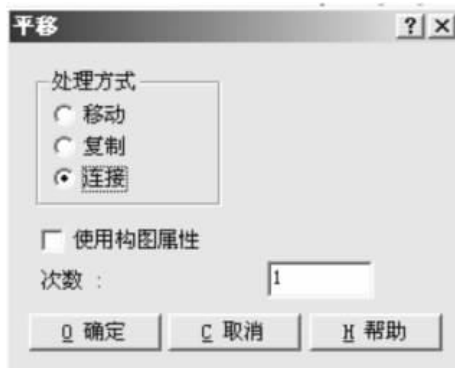 平移
处理方式
移动
复制
连接
使用构图属性
次数 :
1
O 确定
C 取消
H 帮助